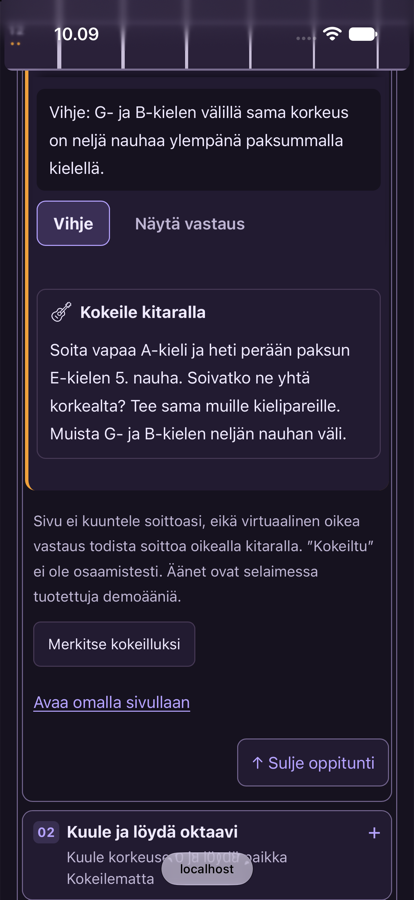 12
10.09
Vihje: G- ja B-kielen välillä sama korkeus
on neljä nauhaa ylempänä paksummalla
kielellä.
Vihje
Näytä vastaus
Kokeile kitaralla
Soita vapaa A-kieli ja heti perään paksun
E-kielen 5. nauha. Soivatko ne yhtä
korkealta? Tee sama muille kielipareille.
Muista G- ja B-kielen neljän nauhan väli.
Sivu ei kuuntele soittoasi, eikä virtuaalinen oikea
vastaus todista soittoa oikealla kitaralla. ”Kokeiltu”
ei ole osaamistesti. Äänet ovat selaimessa
tuotettuja demoääniä.
Merkitse kokeilluksi
Avaa omalla sivullaan
↑ Sulje oppitunti
02 Kuule ja löydä oktaavi +
Kuule paikka
Kokeilematta
localhost